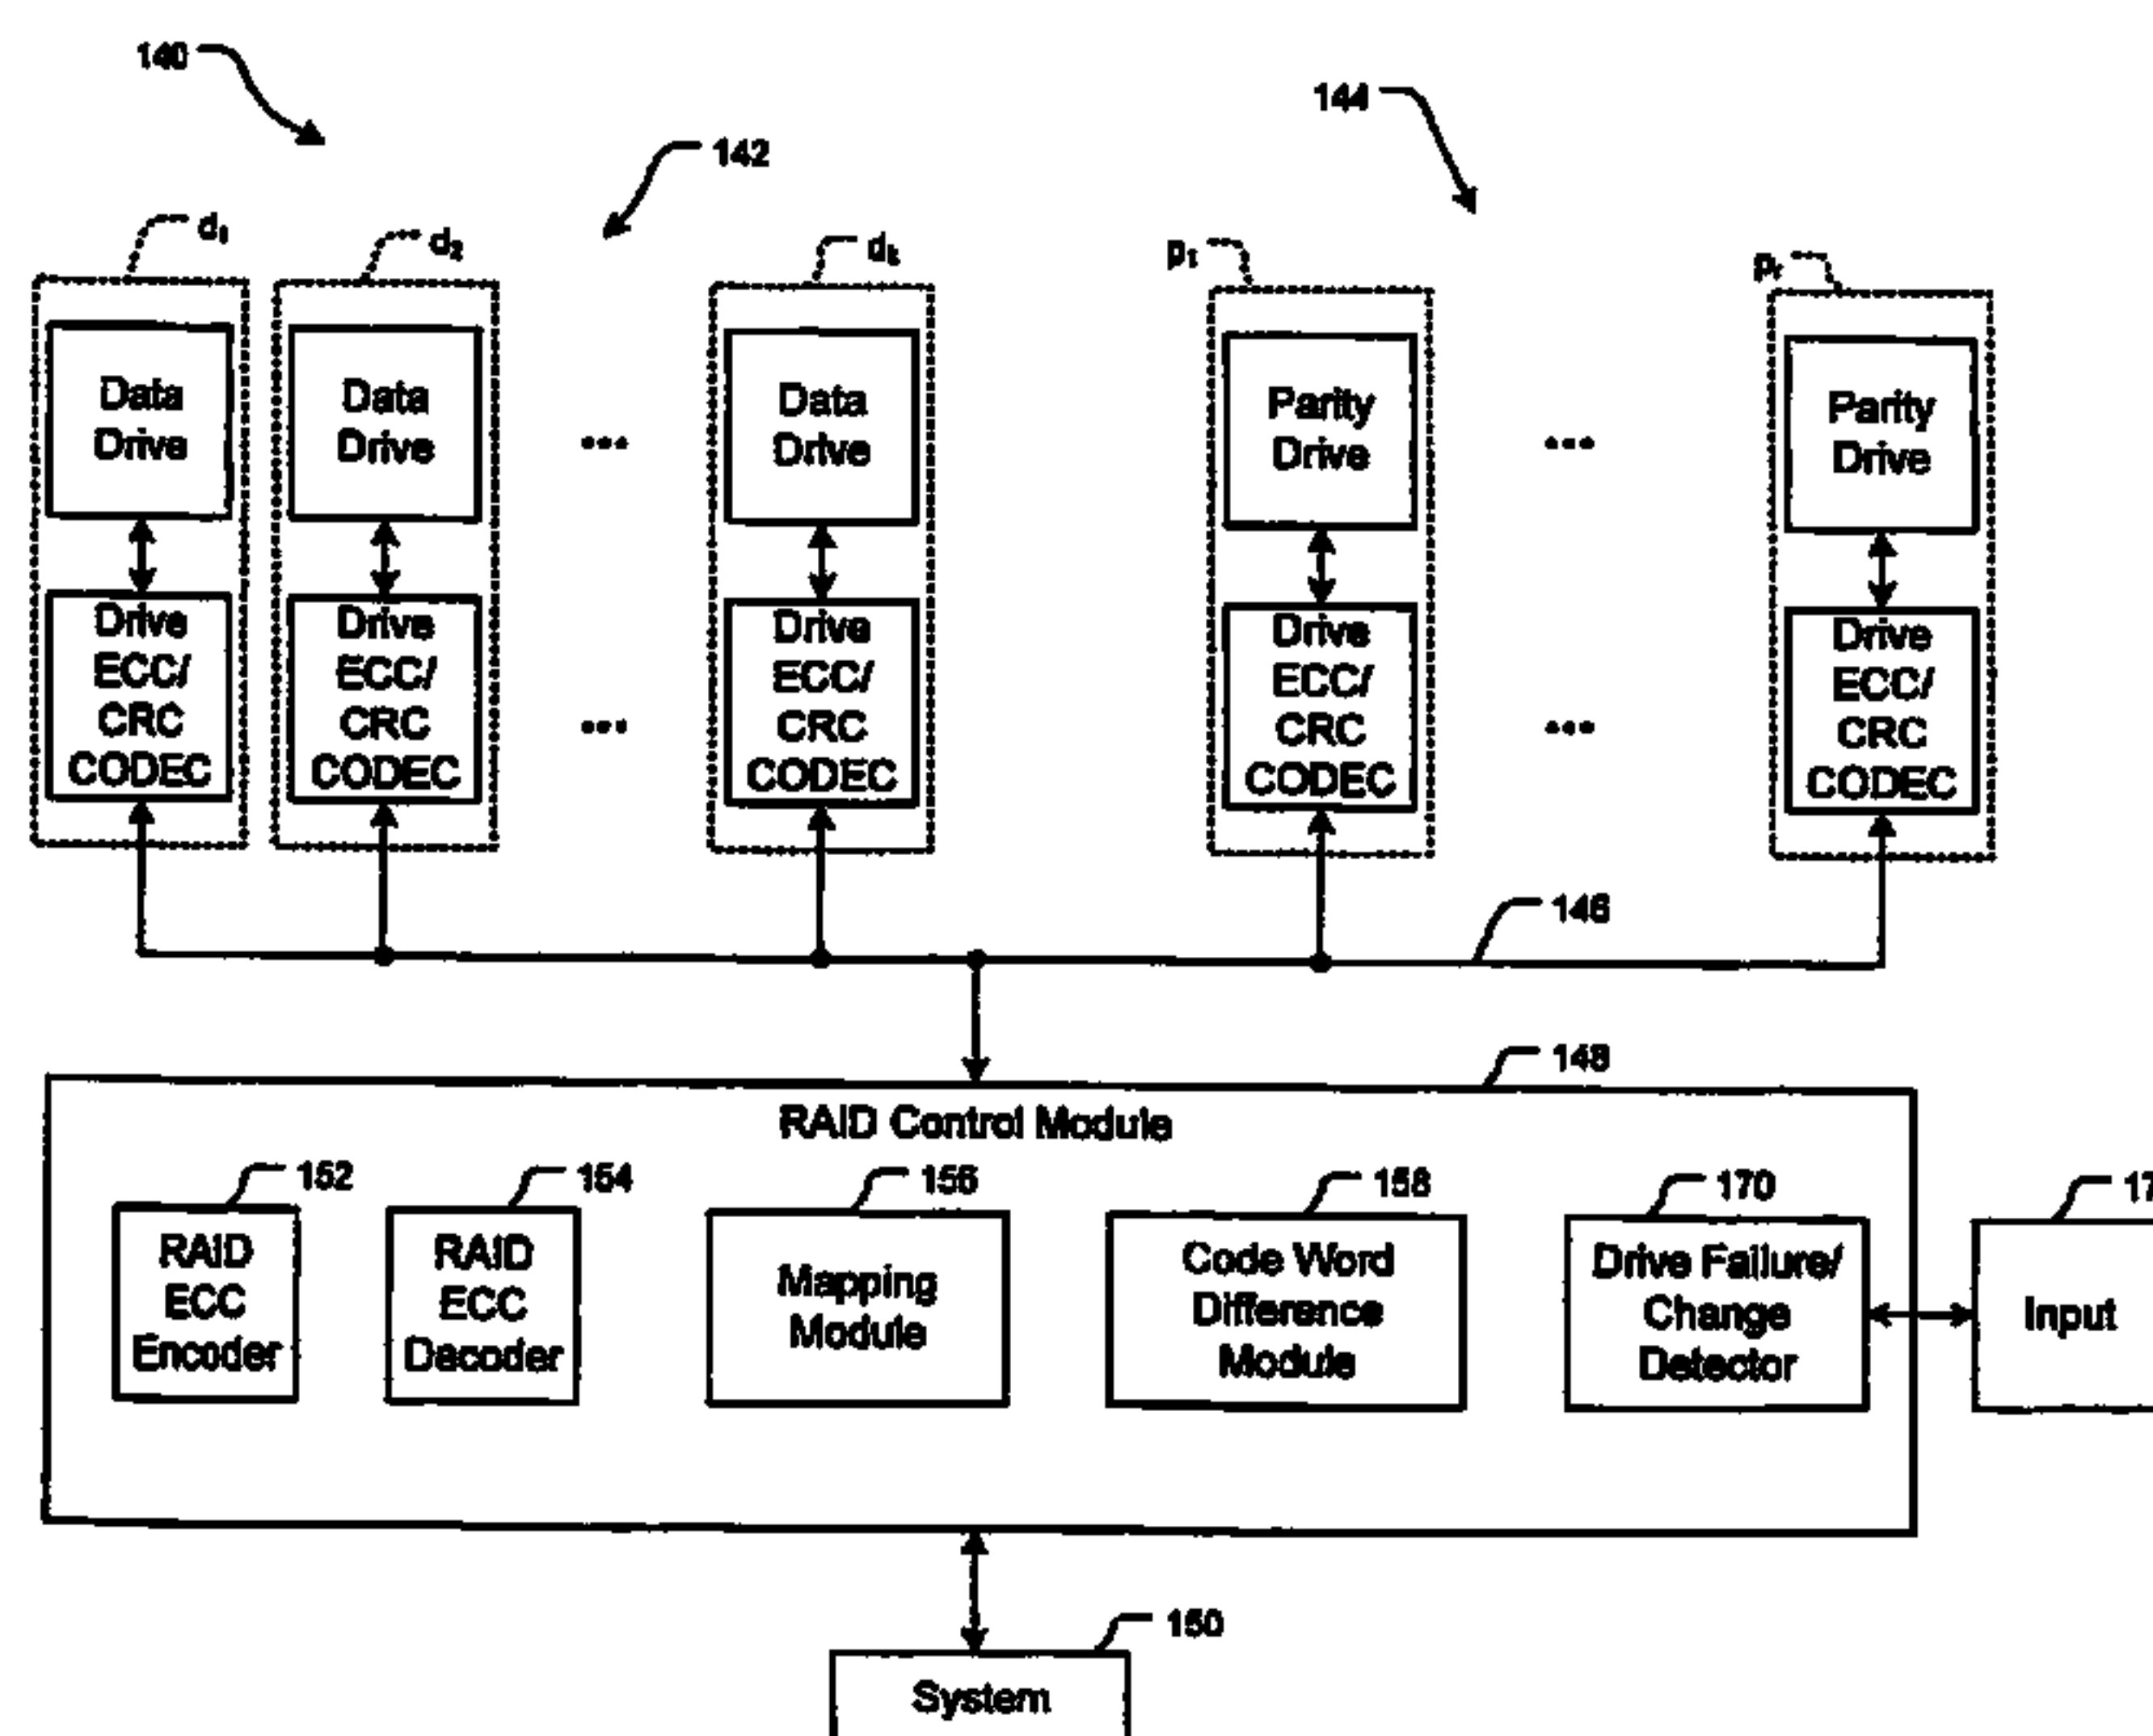 140
142
144
d1
d2
dk
p1
pr
Data
Drive
Data
Drive
...
Data
Drive
Parity
Drive
...
Parity
Drive
Drive
ECC/
CRC
CODEC
Drive
ECC/
CRC
CODEC
...
Drive
ECC/
CRC
CODEC
Drive
ECC/
CRC
CODEC
...
Drive
ECC/
CRC
CODEC
146
148
RAID Control Module
152
154
156
158
170
RAID
ECC
Encoder
RAID
ECC
Decoder
Mapping
Module
Code Word
Difference
Module
Drive Failure/
Change
Detector
Input
150
System